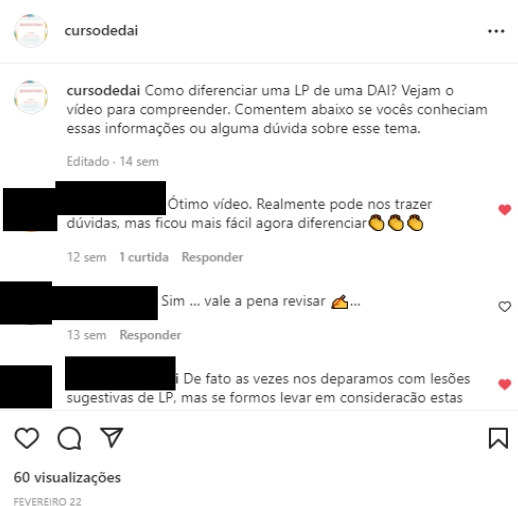 cursodedai
cursodedai Como diferenciar uma LP de uma DAI? Vejam o
vídeo para compreender. Comentem abaixo se vocês conheciam
essas informações ou alguma dúvida sobre esse tema.
Editado · 14 sem
Ótimo vídeo. Realmente pode nos trazer
dúvidas, mas ficou mais fácil agora diferenciar👏👏👏
12 sem 1 curtida Responder
Sim ... vale a pena revisar ✍️...
13 sem Responder
i De fato as vezes nos deparamos com lesões
sugestivas de LP, mas se formos levar em consideracão estas
60 visualizações
FEVEREIRO 22